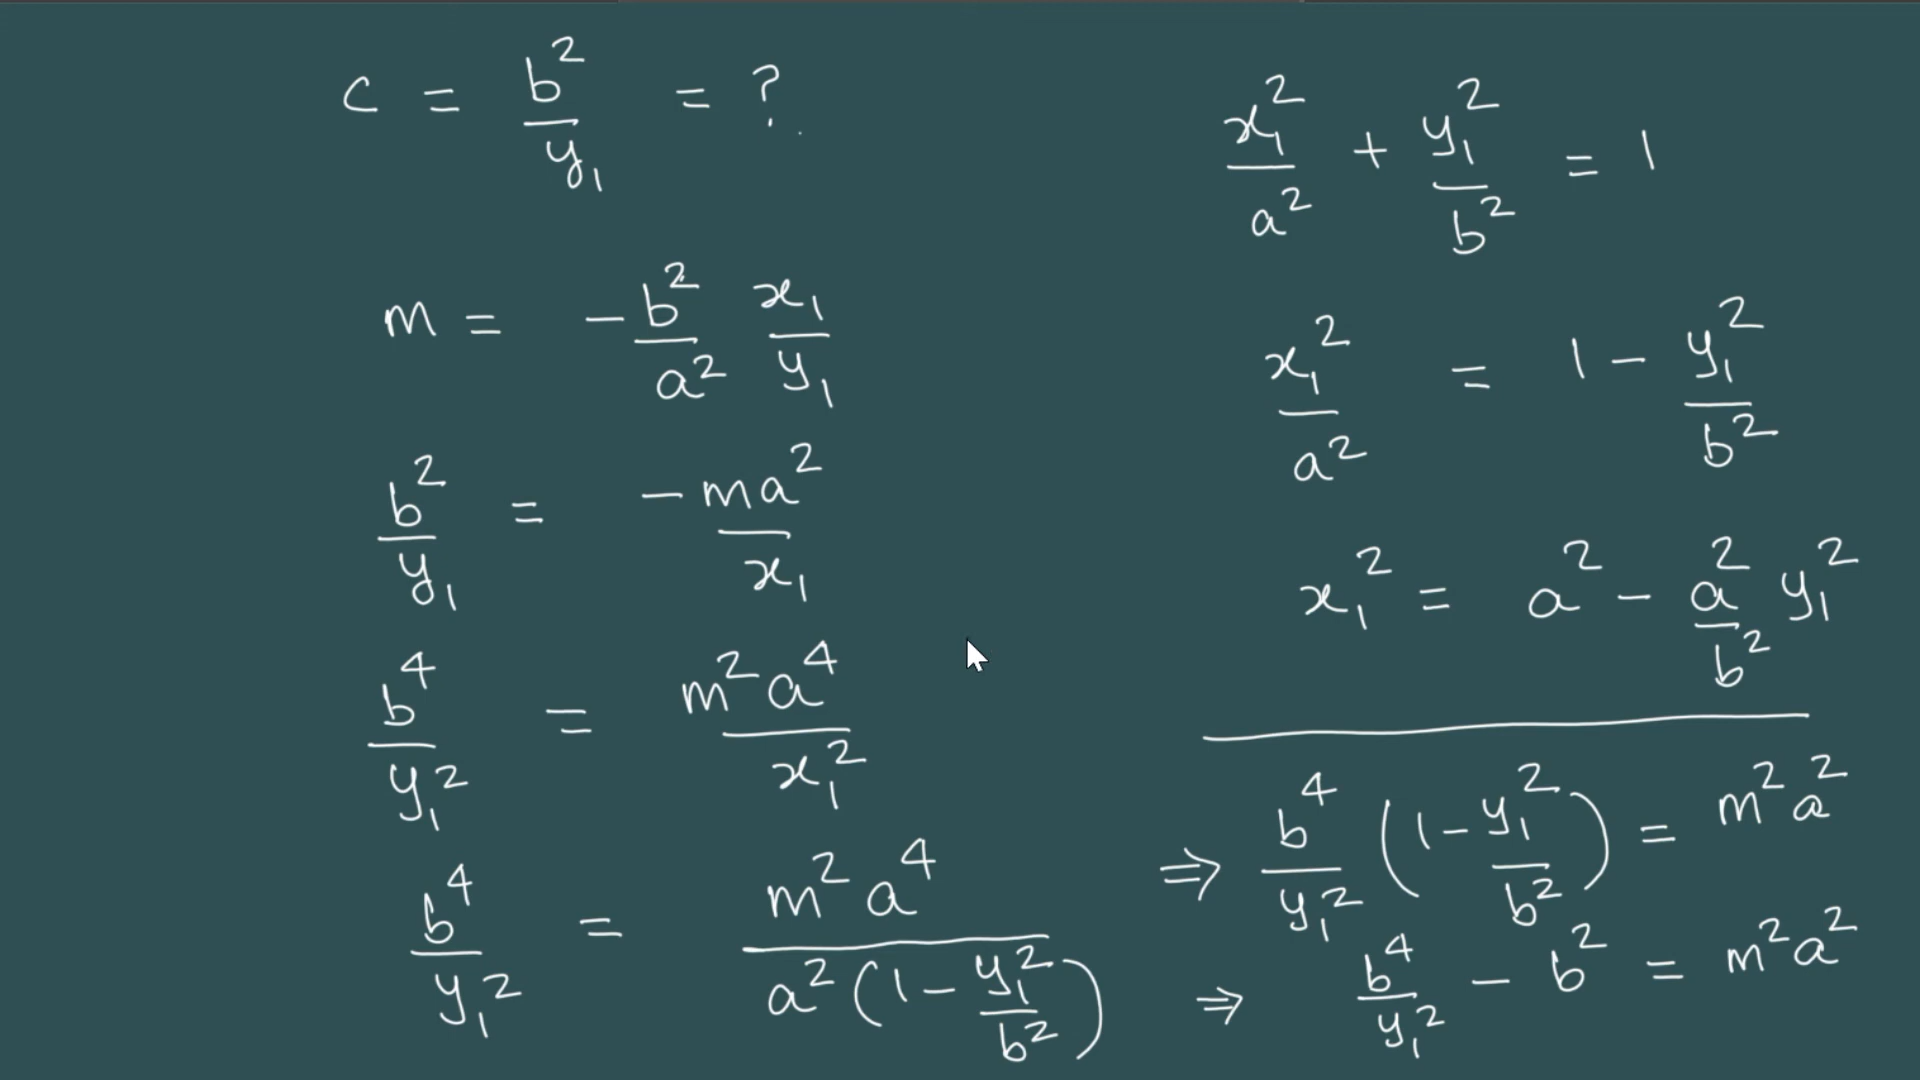 c = b²/y₁ = ?
m = -b²/a² x₁/y₁
b²/y₁ = -ma²/x₁
b⁴/y₁² = m²a⁴/x₁²
b⁴/y₁² = m²a⁴/a²(1 - y₁²/b²)
x₁²/a² + y₁²/b² = 1
x₁²/a² = 1 - y₁²/b²
x₁² = a² - a²/b² y₁²
⇒ b⁴/y₁² (1 - y₁²/b²) = m²a²
⇒ b⁴/y₁² - b² = m²a²